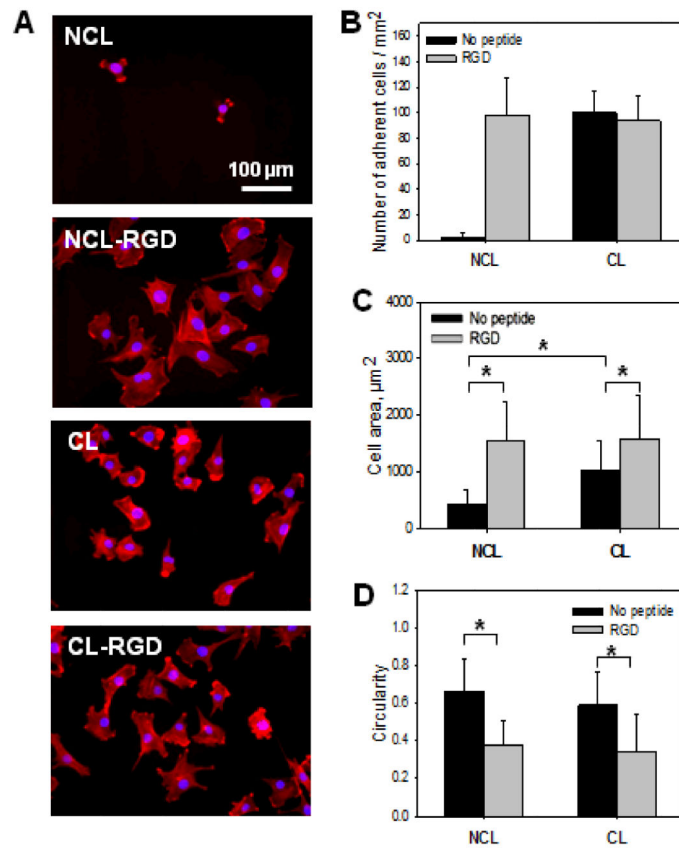 A
NCL
100 µm
NCL-RGD
CL
CL-RGD
B
Number of adherent cells / mm²
160
140
120
100
80
60
40
20
0
No peptide
RGD
NCL
CL
C
Cell area, µm²
4000
3000
2000
1000
0
No peptide
RGD
*
*
*
NCL
CL
D
Circularity
1.2
1.0
0.8
0.6
0.4
0.2
0.0
No peptide
RGD
*
*
NCL
CL